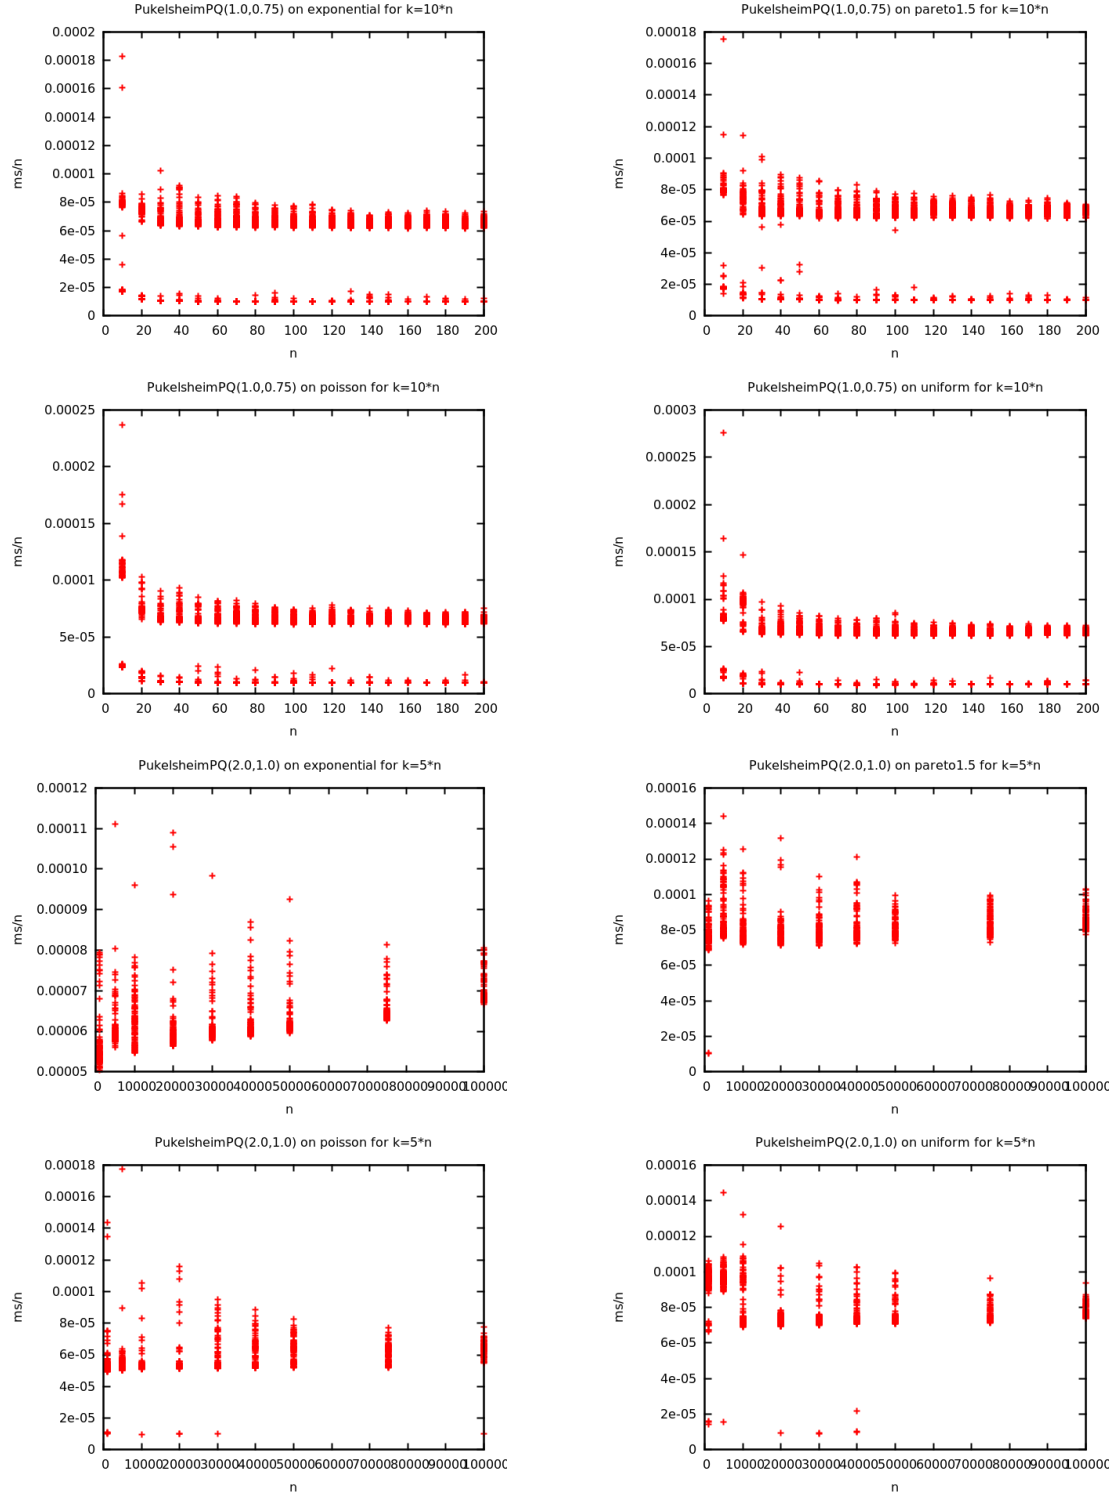 PukelsheimPQ(1.0,0.75) on exponential for k=10*n
0.0002
0.00018
0.00016
0.00014
0.00012
0.0001
8e-05
6e-05
4e-05
2e-05
0
ms/n
0 20 40 60 80 100 120 140 160 180 200
n
PukelsheimPQ(1.0,0.75) on pareto1.5 for k=10*n
0.00018
0.00016
0.00014
0.00012
0.0001
8e-05
6e-05
4e-05
2e-05
0
ms/n
0 20 40 60 80 100 120 140 160 180 200
n
PukelsheimPQ(1.0,0.75) on poisson for k=10*n
0.00025
0.0002
0.00015
0.0001
5e-05
0
ms/n
0 20 40 60 80 100 120 140 160 180 200
n
PukelsheimPQ(1.0,0.75) on uniform for k=10*n
0.0003
0.00025
0.0002
0.00015
0.0001
5e-05
0
ms/n
0 20 40 60 80 100 120 140 160 180 200
n
PukelsheimPQ(2.0,1.0) on exponential for k=5*n
0.00012
0.00011
0.00010
0.00009
0.00008
0.00007
0.00006
0.00005
ms/n
0 10000 20000 30000 40000 50000 60000 70000 80000 90000 100000
n
PukelsheimPQ(2.0,1.0) on pareto1.5 for k=5*n
0.00016
0.00014
0.00012
0.0001
8e-05
6e-05
4e-05
2e-05
0
ms/n
0 10000 20000 30000 40000 50000 60000 70000 80000 90000 100000
n
PukelsheimPQ(2.0,1.0) on poisson for k=5*n
0.00018
0.00016
0.00014
0.00012
0.0001
8e-05
6e-05
4e-05
2e-05
0
ms/n
0 10000 20000 30000 40000 50000 60000 70000 80000 90000 100000
n
PukelsheimPQ(2.0,1.0) on uniform for k=5*n
0.00016
0.00014
0.00012
0.0001
8e-05
6e-05
4e-05
2e-05
0
ms/n
0 10000 20000 30000 40000 50000 60000 70000 80000 90000 100000
n